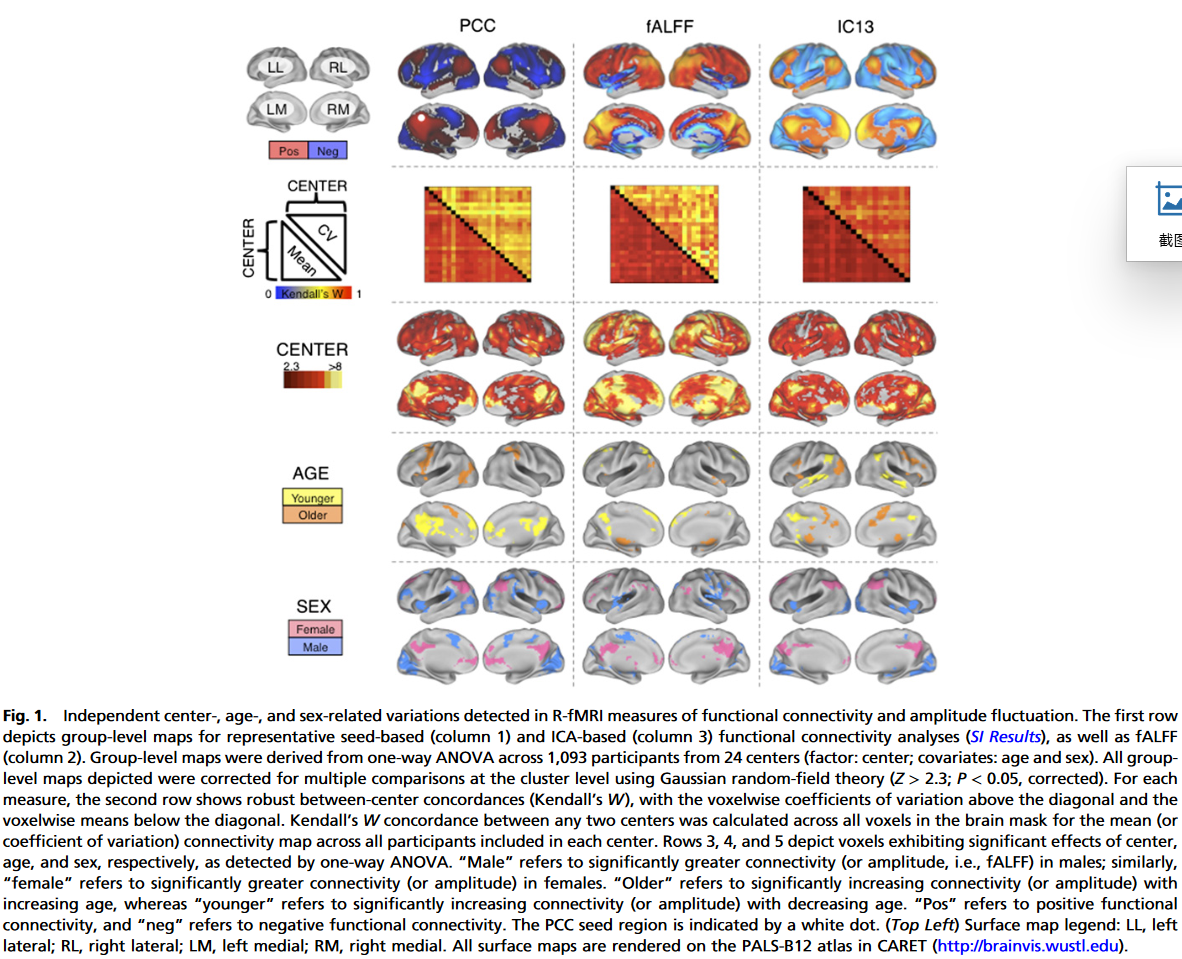 PCC
fALFF
IC13
LL
RL
LM
RM
Pos
Neg
CENTER
CENTER
CV
Mean
0 Kendall's W 1
CENTER
2.3 >8
AGE
Younger
Older
SEX
Female
Male
截图
Fig. 1. Independent center-, age-, and sex-related variations detected in R-fMRI measures of functional connectivity and amplitude fluctuation. The first row
depicts group-level maps for representative seed-based (column 1) and ICA-based (column 3) functional connectivity analyses (SI Results), as well as fALFF
(column 2). Group-level maps were derived from one-way ANOVA across 1,093 participants from 24 centers (factor: center; covariates: age and sex). All group-
level maps depicted were corrected for multiple comparisons at the cluster level using Gaussian random-field theory (Z > 2.3; P < 0.05, corrected). For each
measure, the second row shows robust between-center concordances (Kendall's W), with the voxelwise coefficients of variation above the diagonal and the
voxelwise means below the diagonal. Kendall's W concordance between any two centers was calculated across all voxels in the brain mask for the mean (or
coefficient of variation) connectivity map across all participants included in each center. Rows 3, 4, and 5 depict voxels exhibiting significant effects of center,
age, and sex, respectively, as detected by one-way ANOVA. “Male” refers to significantly greater connectivity (or amplitude, i.e., fALFF) in males; similarly,
“female” refers to significantly greater connectivity (or amplitude) in females. “Older” refers to significantly increasing connectivity (or amplitude) with
increasing age, whereas “younger” refers to significantly increasing connectivity (or amplitude) with decreasing age. “Pos” refers to positive functional
connectivity, and “neg” refers to negative functional connectivity. The PCC seed region is indicated by a white dot. (Top Left) Surface map legend: LL, left
lateral; RL, right lateral; LM, left medial; RM, right medial. All surface maps are rendered on the PALS-B12 atlas in CARET (http://brainvis.wustl.edu).